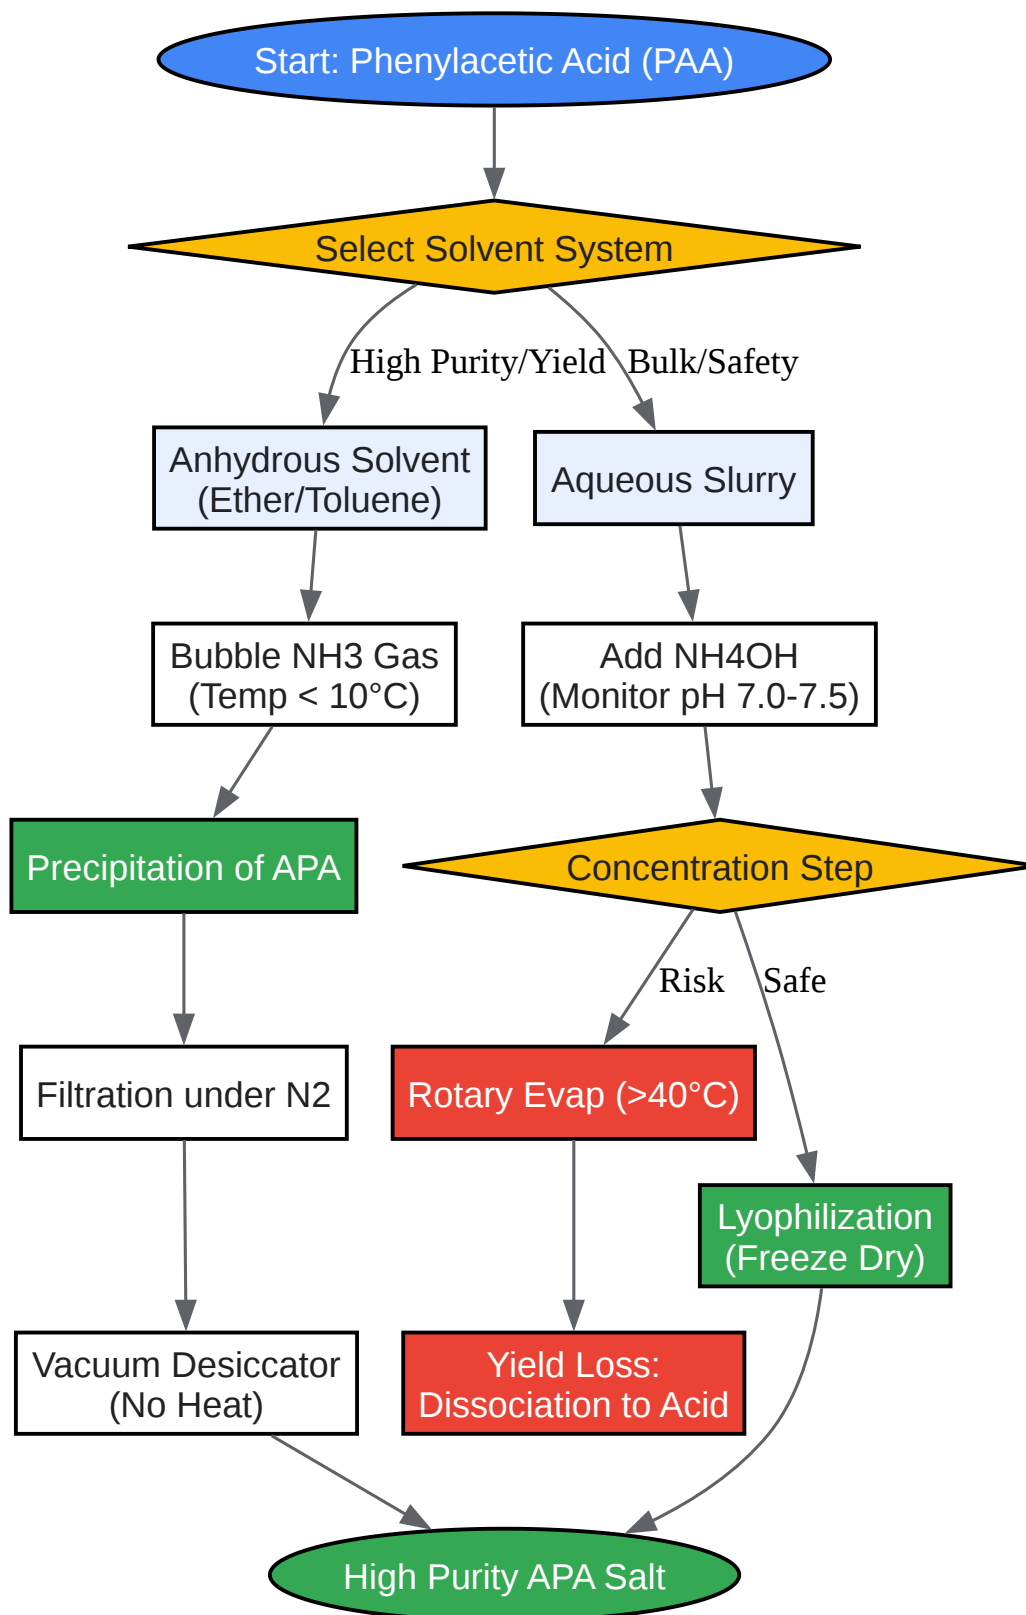 Start: Phenylacetic Acid (PAA)
Select Solvent System
High Purity/Yield
Bulk/Safety
Anhydrous Solvent
(Ether/Toluene)
Aqueous Slurry
Bubble NH3 Gas
(Temp < 10°C)
Add NH4OH
(Monitor pH 7.0-7.5)
Precipitation of APA
Concentration Step
Risk
Safe
Filtration under N2
Rotary Evap (>40°C)
Lyophilization
(Freeze Dry)
Vacuum Desiccator
(No Heat)
Yield Loss:
Dissociation to Acid
High Purity APA Salt